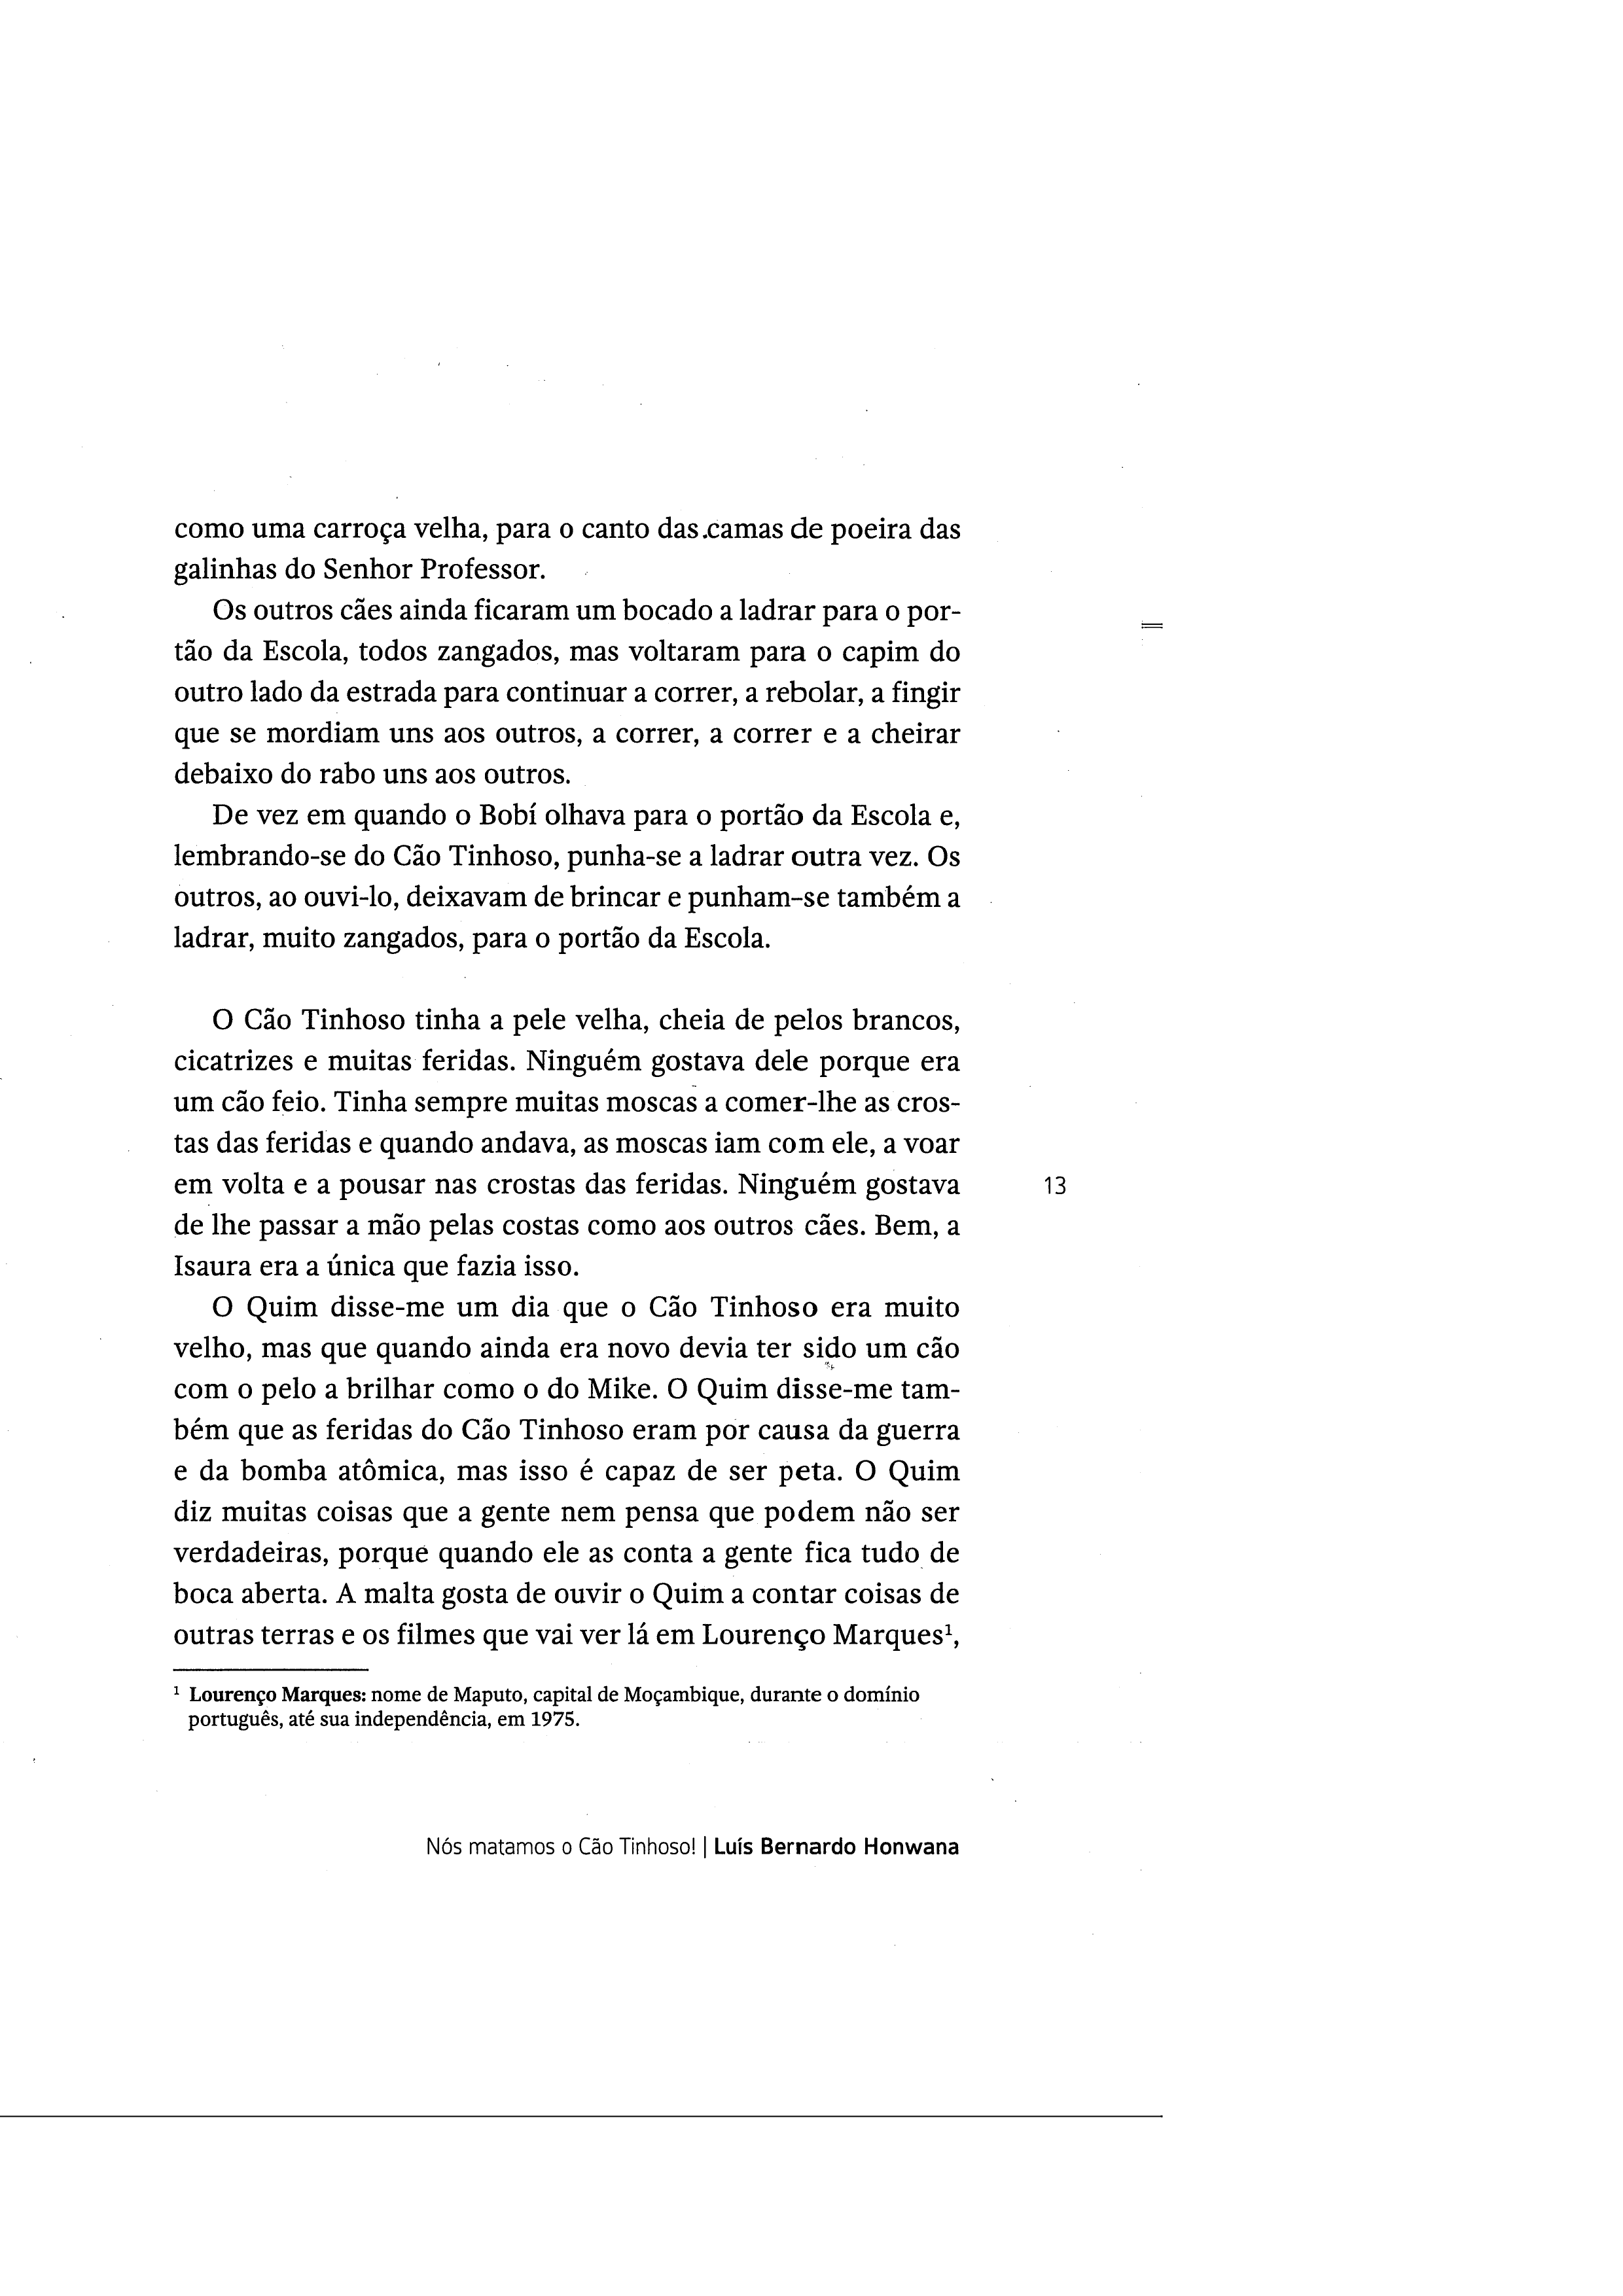 como uma carroça velha, para o canto das camas de poeira das
galinhas do Senhor Professor.
Os outros cães ainda ficaram um bocado a ladrar para o por-
tão da Escola, todos zangados, mas voltaram para o capim do
outro lado da estrada para continuar a correr, a rebolar, a fingir
que se mordiam uns aos outros, a correr, a correr e a cheirar
debaixo do rabo uns aos outros.
De vez em quando o Bobí olhava para o portão da Escola e,
lembrando-se do Cão Tinhoso, punha-se a ladrar outra vez. Os
outros, ao ouvi-lo, deixavam de brincar e punham-se também a
ladrar, muito zangados, para o portão da Escola.
O Cão Tinhoso tinha a pele velha, cheia de pelos brancos,
cicatrizes e muitas feridas. Ninguém gostava dele porque era
um cão feio. Tinha sempre muitas moscas a comer-lhe as cros-
tas das feridas e quando andava, as moscas iam com ele, a voar
em volta e a pousar nas crostas das feridas. Ninguém gostava
de lhe passar a mão pelas costas como aos outros cães. Bem, a
Isaura era a única que fazia isso.
O Quim disse-me um dia que o Cão Tinhoso era muito
velho, mas que quando ainda era novo devia ter sido um cão
com o pelo a brilhar como o do Mike. O Quim disse-me tam-
bém que as feridas do Cão Tinhoso eram por causa da guerra
e da bomba atômica, mas isso é capaz de ser peta. O Quim
diz muitas coisas que a gente nem pensa que podem não ser
verdadeiras, porque quando ele as conta a gente fica tudo de
boca aberta. A malta gosta de ouvir o Quim a contar coisas de
outras terras e os filmes que vai ver lá em Lourenço Marques¹,
13
¹ Lourenço Marques: nome de Maputo, capital de Moçambique, durante o domínio
português, até sua independência, em 1975.
Nós matamos o Cão Tinhoso! | Luís Bernardo Honwana